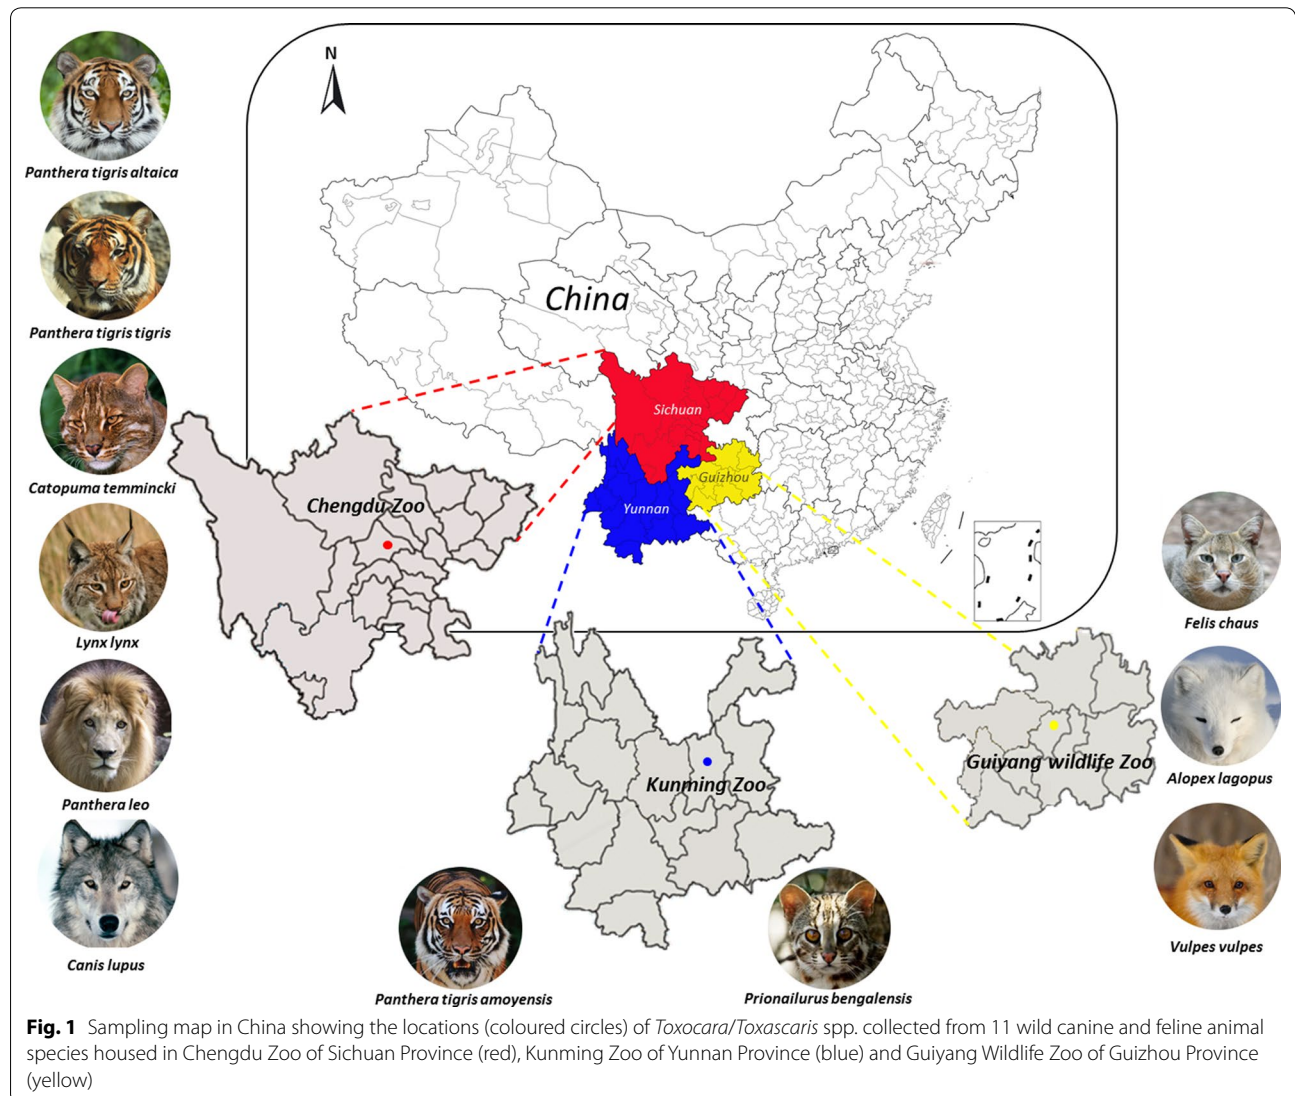 N
China
Sichuan
Guizhou
Yunnan
Panthera tigris altaica
Panthera tigris tigris
Catopuma temmincki
Lynx lynx
Panthera leo
Canis lupus
Chengdu Zoo
Kunming Zoo
Guiyang wildlife Zoo
Felis chaus
Alopex lagopus
Vulpes vulpes
Panthera tigris amoyensis
Prionailurus bengalensis
Fig. 1 Sampling map in China showing the locations (coloured circles) of Toxocara/Toxascaris spp. collected from 11 wild canine and feline animal
species housed in Chengdu Zoo of Sichuan Province (red), Kunming Zoo of Yunnan Province (blue) and Guiyang Wildlife Zoo of Guizhou Province
(yellow)